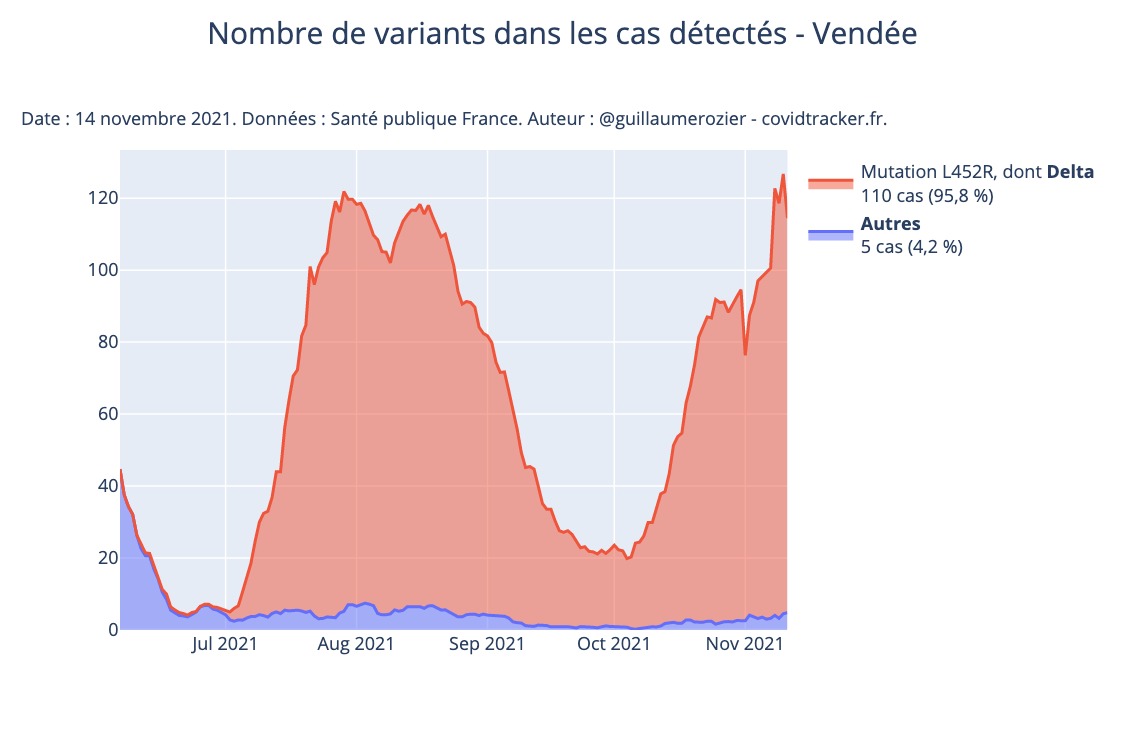 Nombre de variants dans les cas détectés - Vendée
Date : 14 novembre 2021. Données : Santé publique France. Auteur : @guillaumerozier - covidtracker.fr.
Mutation L452R, dont Delta
110 cas (95,8 %)
Autres
5 cas (4,2 %)
120
100
80
60
40
20
0
Jul 2021 Aug 2021 Sep 2021 Oct 2021 Nov 2021